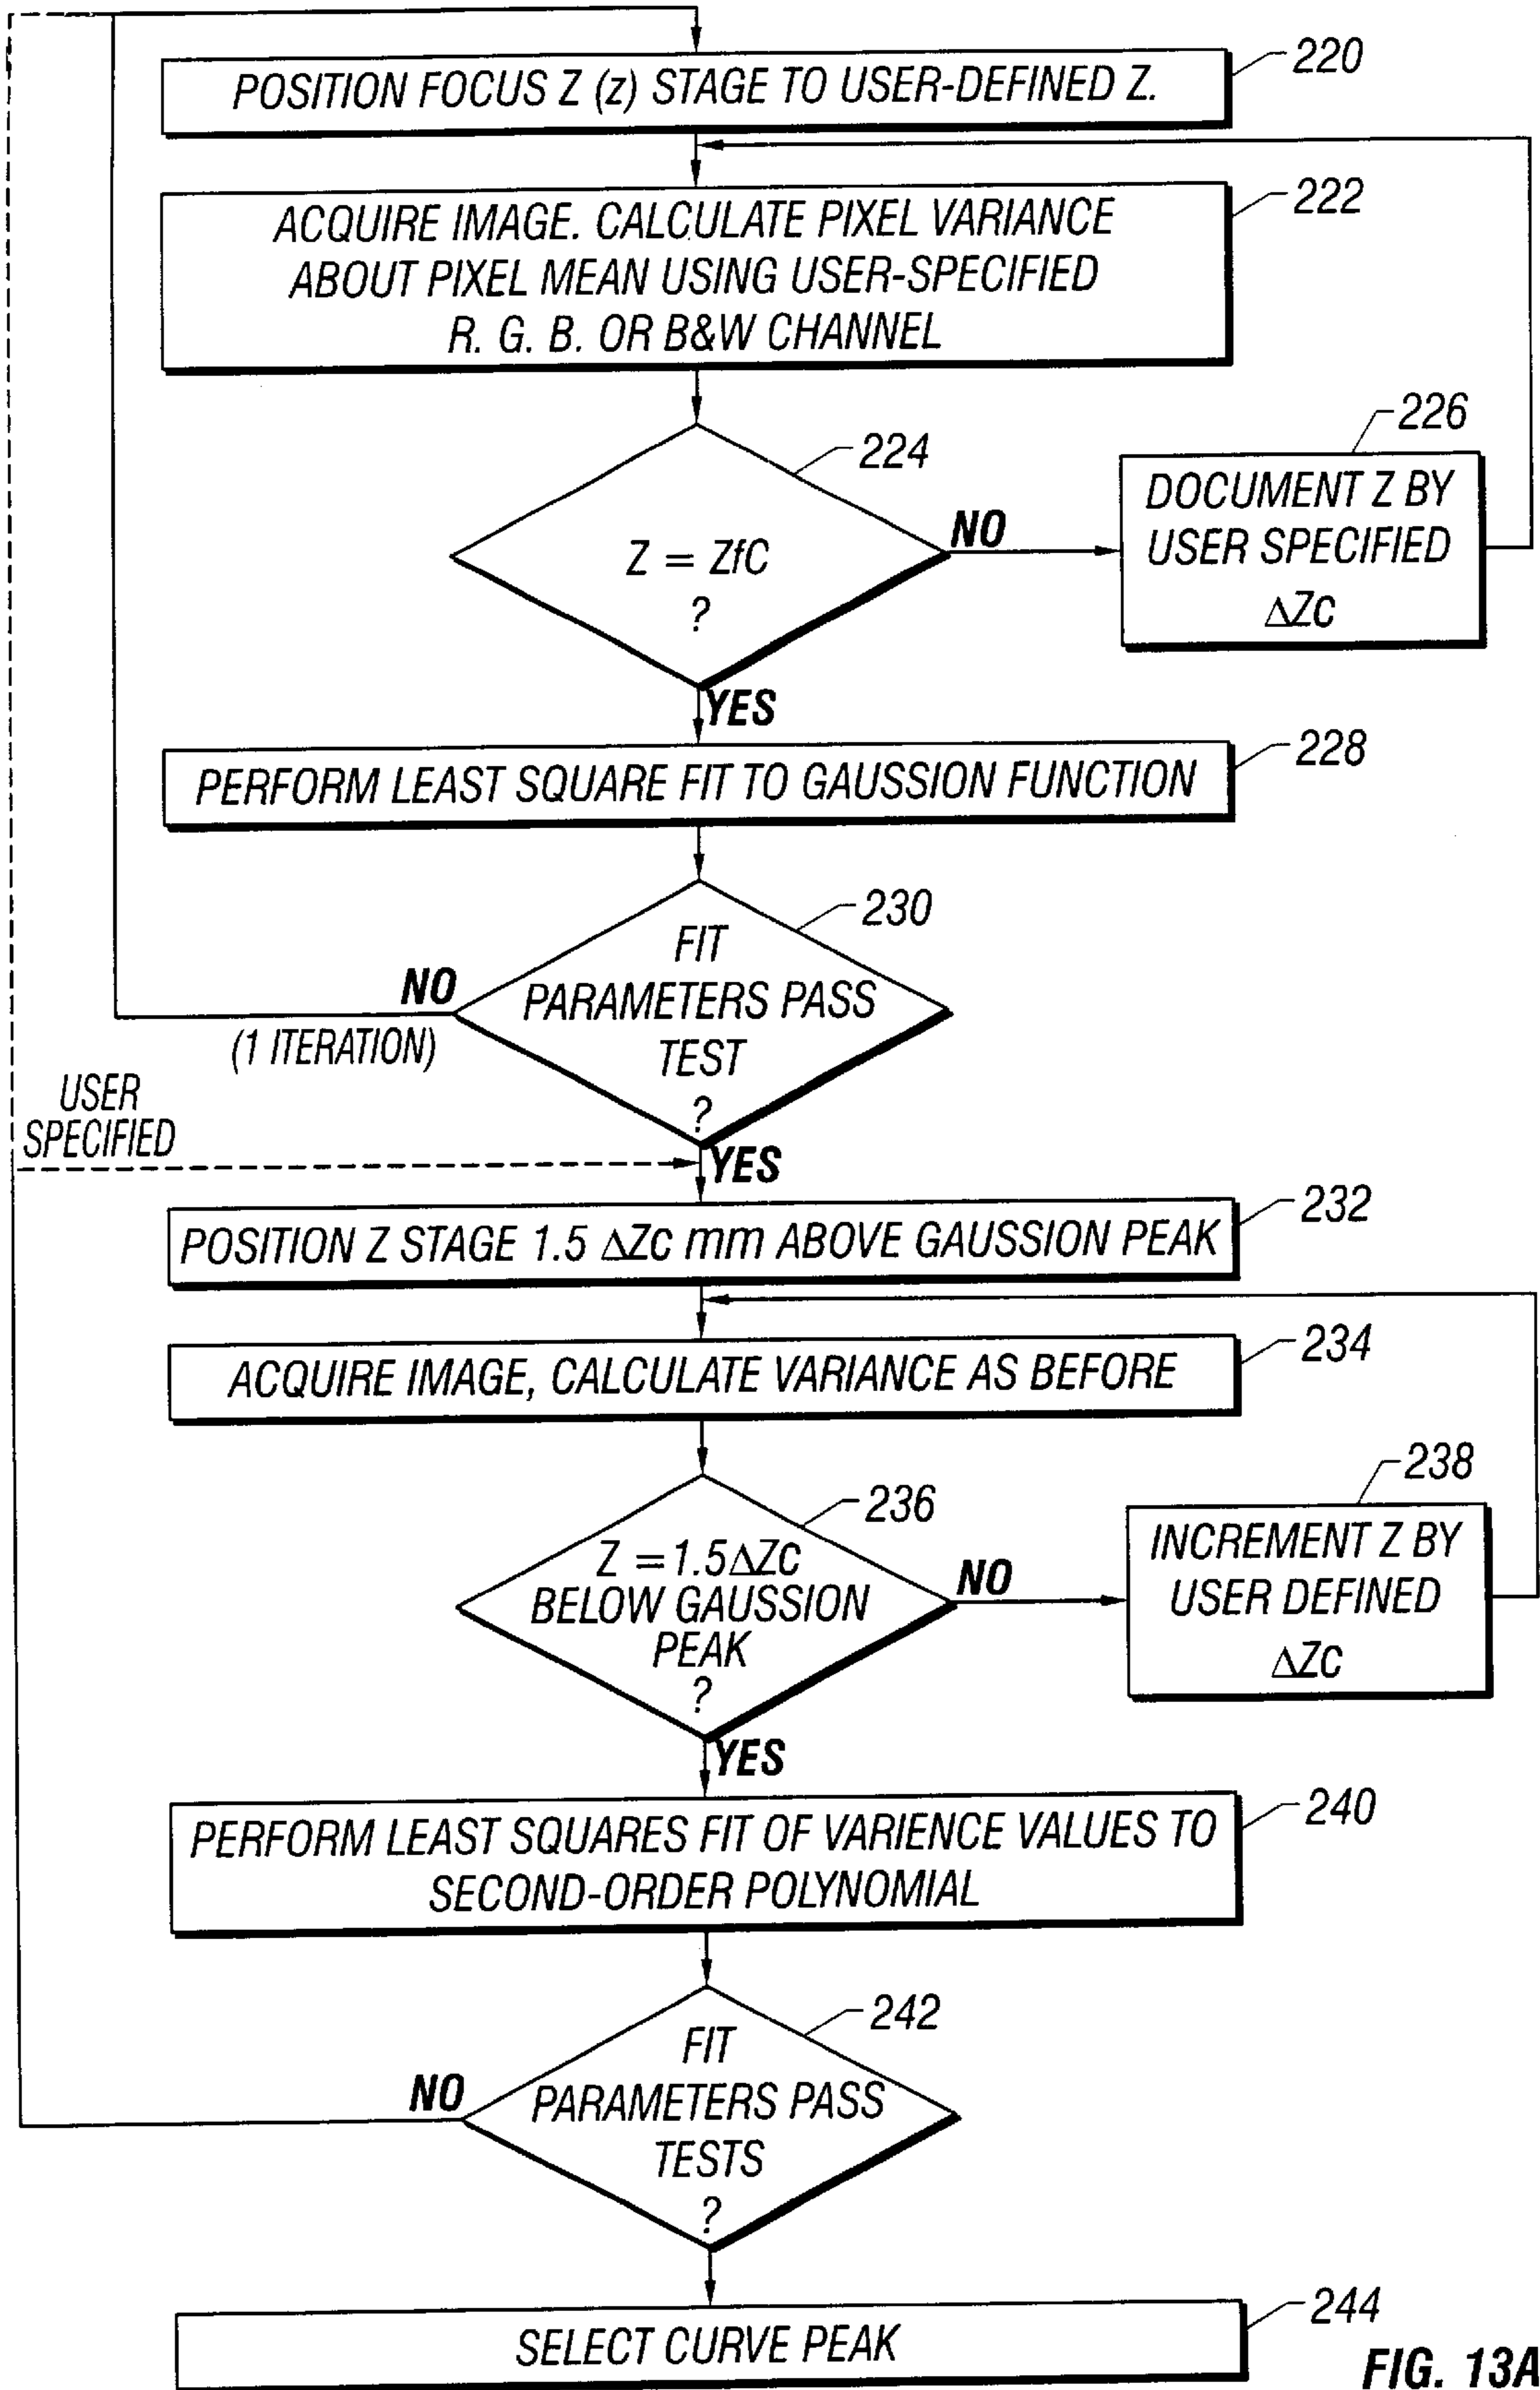 POSITION FOCUS Z (z) STAGE TO USER-DEFINED Z.
220
ACQUIRE IMAGE. CALCULATE PIXEL VARIANCE
ABOUT PIXEL MEAN USING USER-SPECIFIED
R. G. B. OR B&W CHANNEL
222
224
Z = ZfC
?
NO
226
DOCUMENT Z BY
USER SPECIFIED
ΔZc
YES
PERFORM LEAST SQUARE FIT TO GAUSSION FUNCTION
228
230
FIT
PARAMETERS PASS
TEST
?
NO
(1 ITERATION)
USER
SPECIFIED
YES
POSITION Z STAGE 1.5 ΔZc mm ABOVE GAUSSION PEAK
232
ACQUIRE IMAGE, CALCULATE VARIANCE AS BEFORE
234
236
Z = 1.5ΔZc
BELOW GAUSSION
PEAK
?
NO
238
INCREMENT Z BY
USER DEFINED
ΔZc
YES
PERFORM LEAST SQUARES FIT OF VARIENCE VALUES TO
SECOND-ORDER POLYNOMIAL
240
242
FIT
PARAMETERS PASS
TESTS
?
NO
SELECT CURVE PEAK
244
FIG. 13A